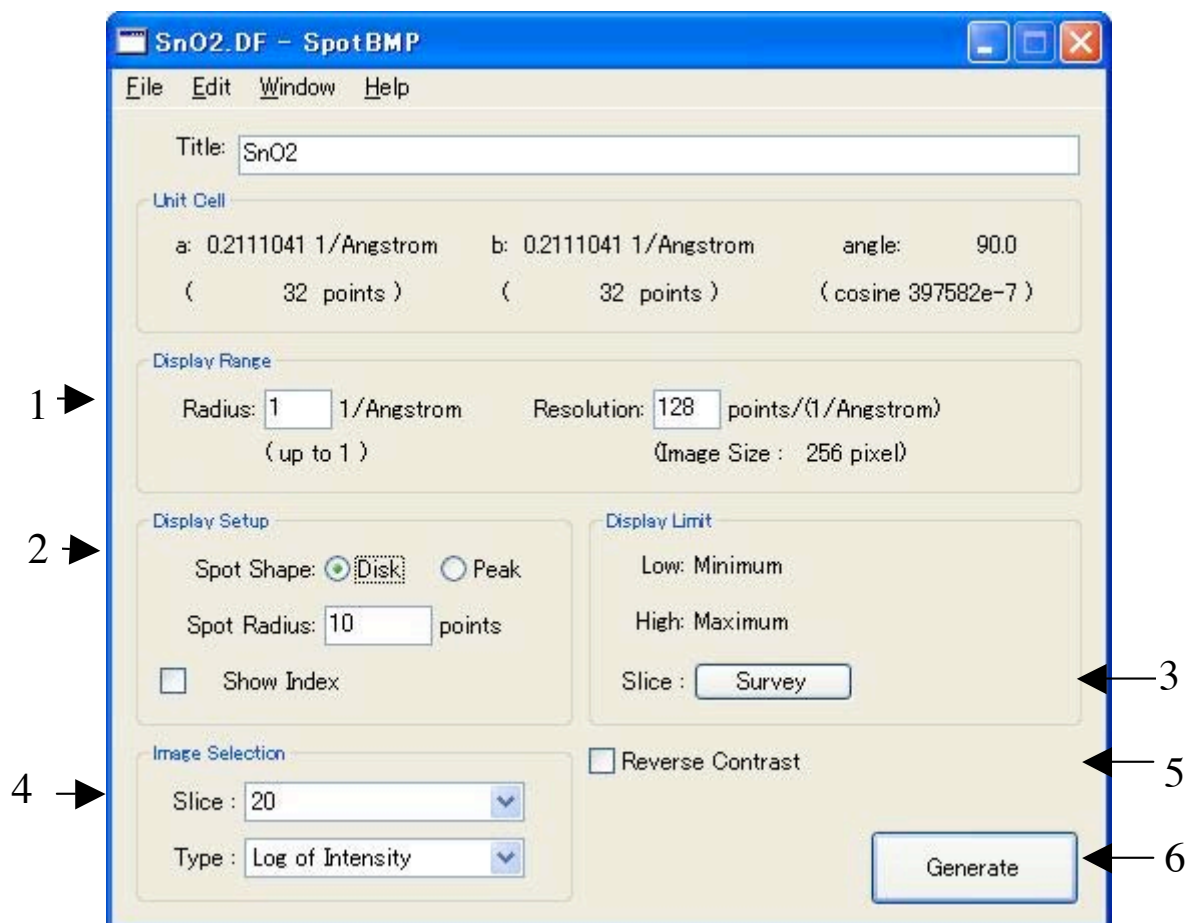 SnO2.DF - SpotBMP
File Edit Window Help
Title: SnO2
Unit Cell
a: 0.2111041 1/Angstrom b: 0.2111041 1/Angstrom angle: 90.0
( 32 points ) ( 32 points ) ( cosine 397582e-7 )
Display Range
1 Radius: 1 1/Angstrom Resolution: 128 points/(1/Angstrom)
( up to 1 ) (Image Size : 256 pixel)
Display Setup Display Limit
2 Spot Shape: Disk Peak Low: Minimum
Spot Radius: 10 points High: Maximum
Show Index Slice : Survey 3
Image Selection Reverse Contrast 5
4 Slice : 20
Type : Log of Intensity Generate 6